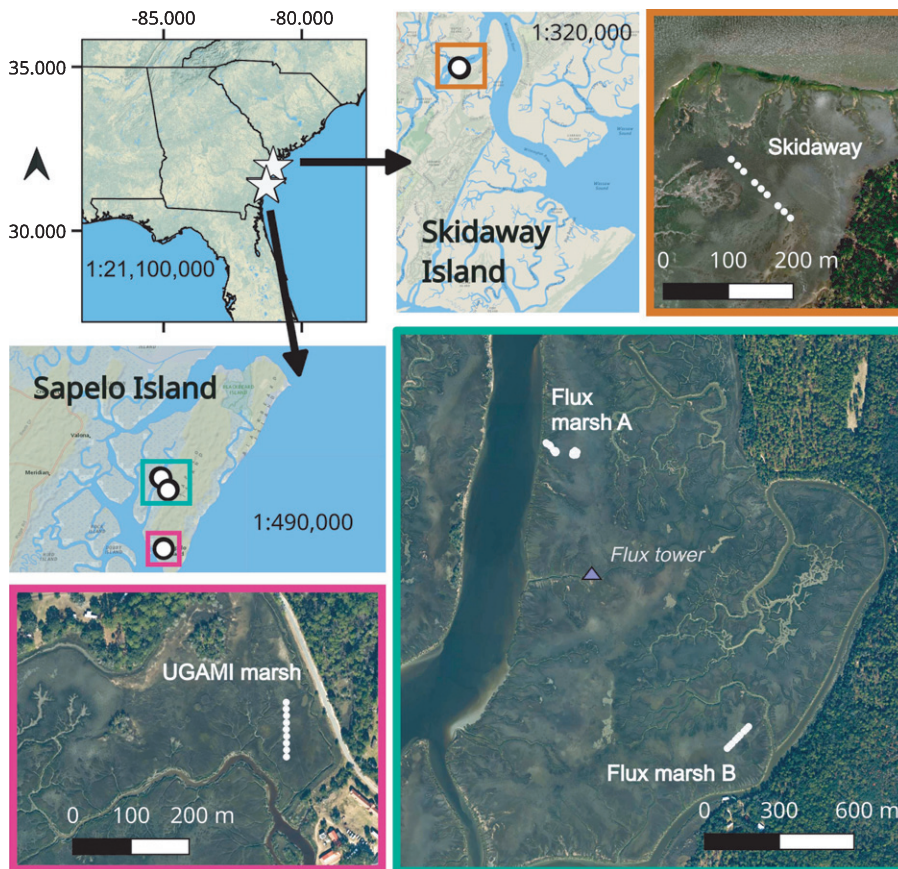 -85.000
-80.000
35.000
30.000
1:21,100,000
1:320,000
Skidaway
Island
Skidaway
0 100 200 m
Sapelo Island
1:490,000
Flux
marsh A
Flux tower
Flux marsh B
0 300 600 m
UGAMI marsh
0 100 200 m